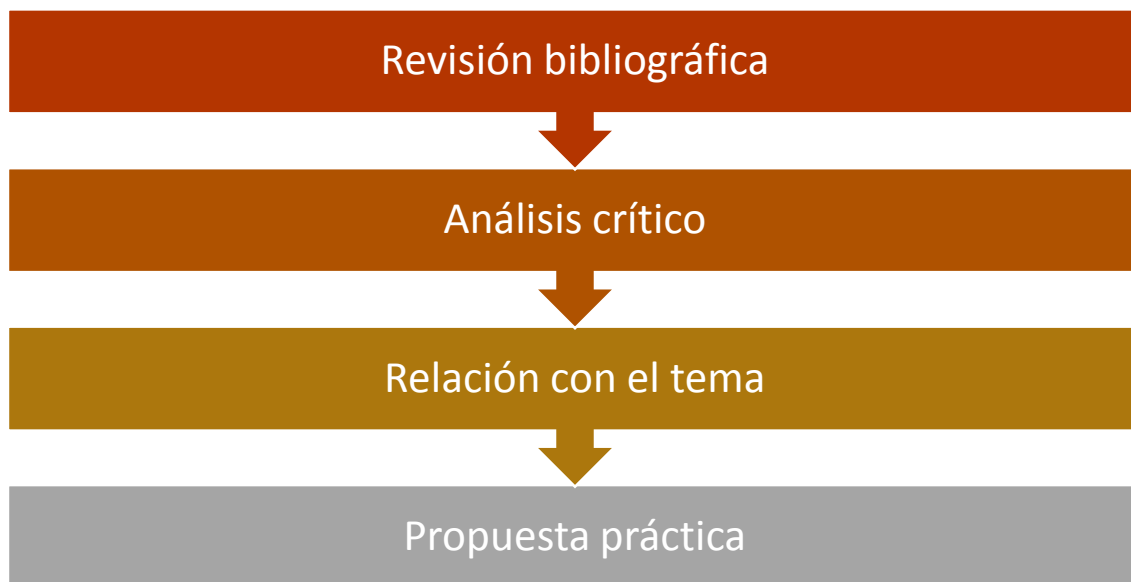 Revisión bibliográfica
Análisis crítico
Relación con el tema
Propuesta práctica